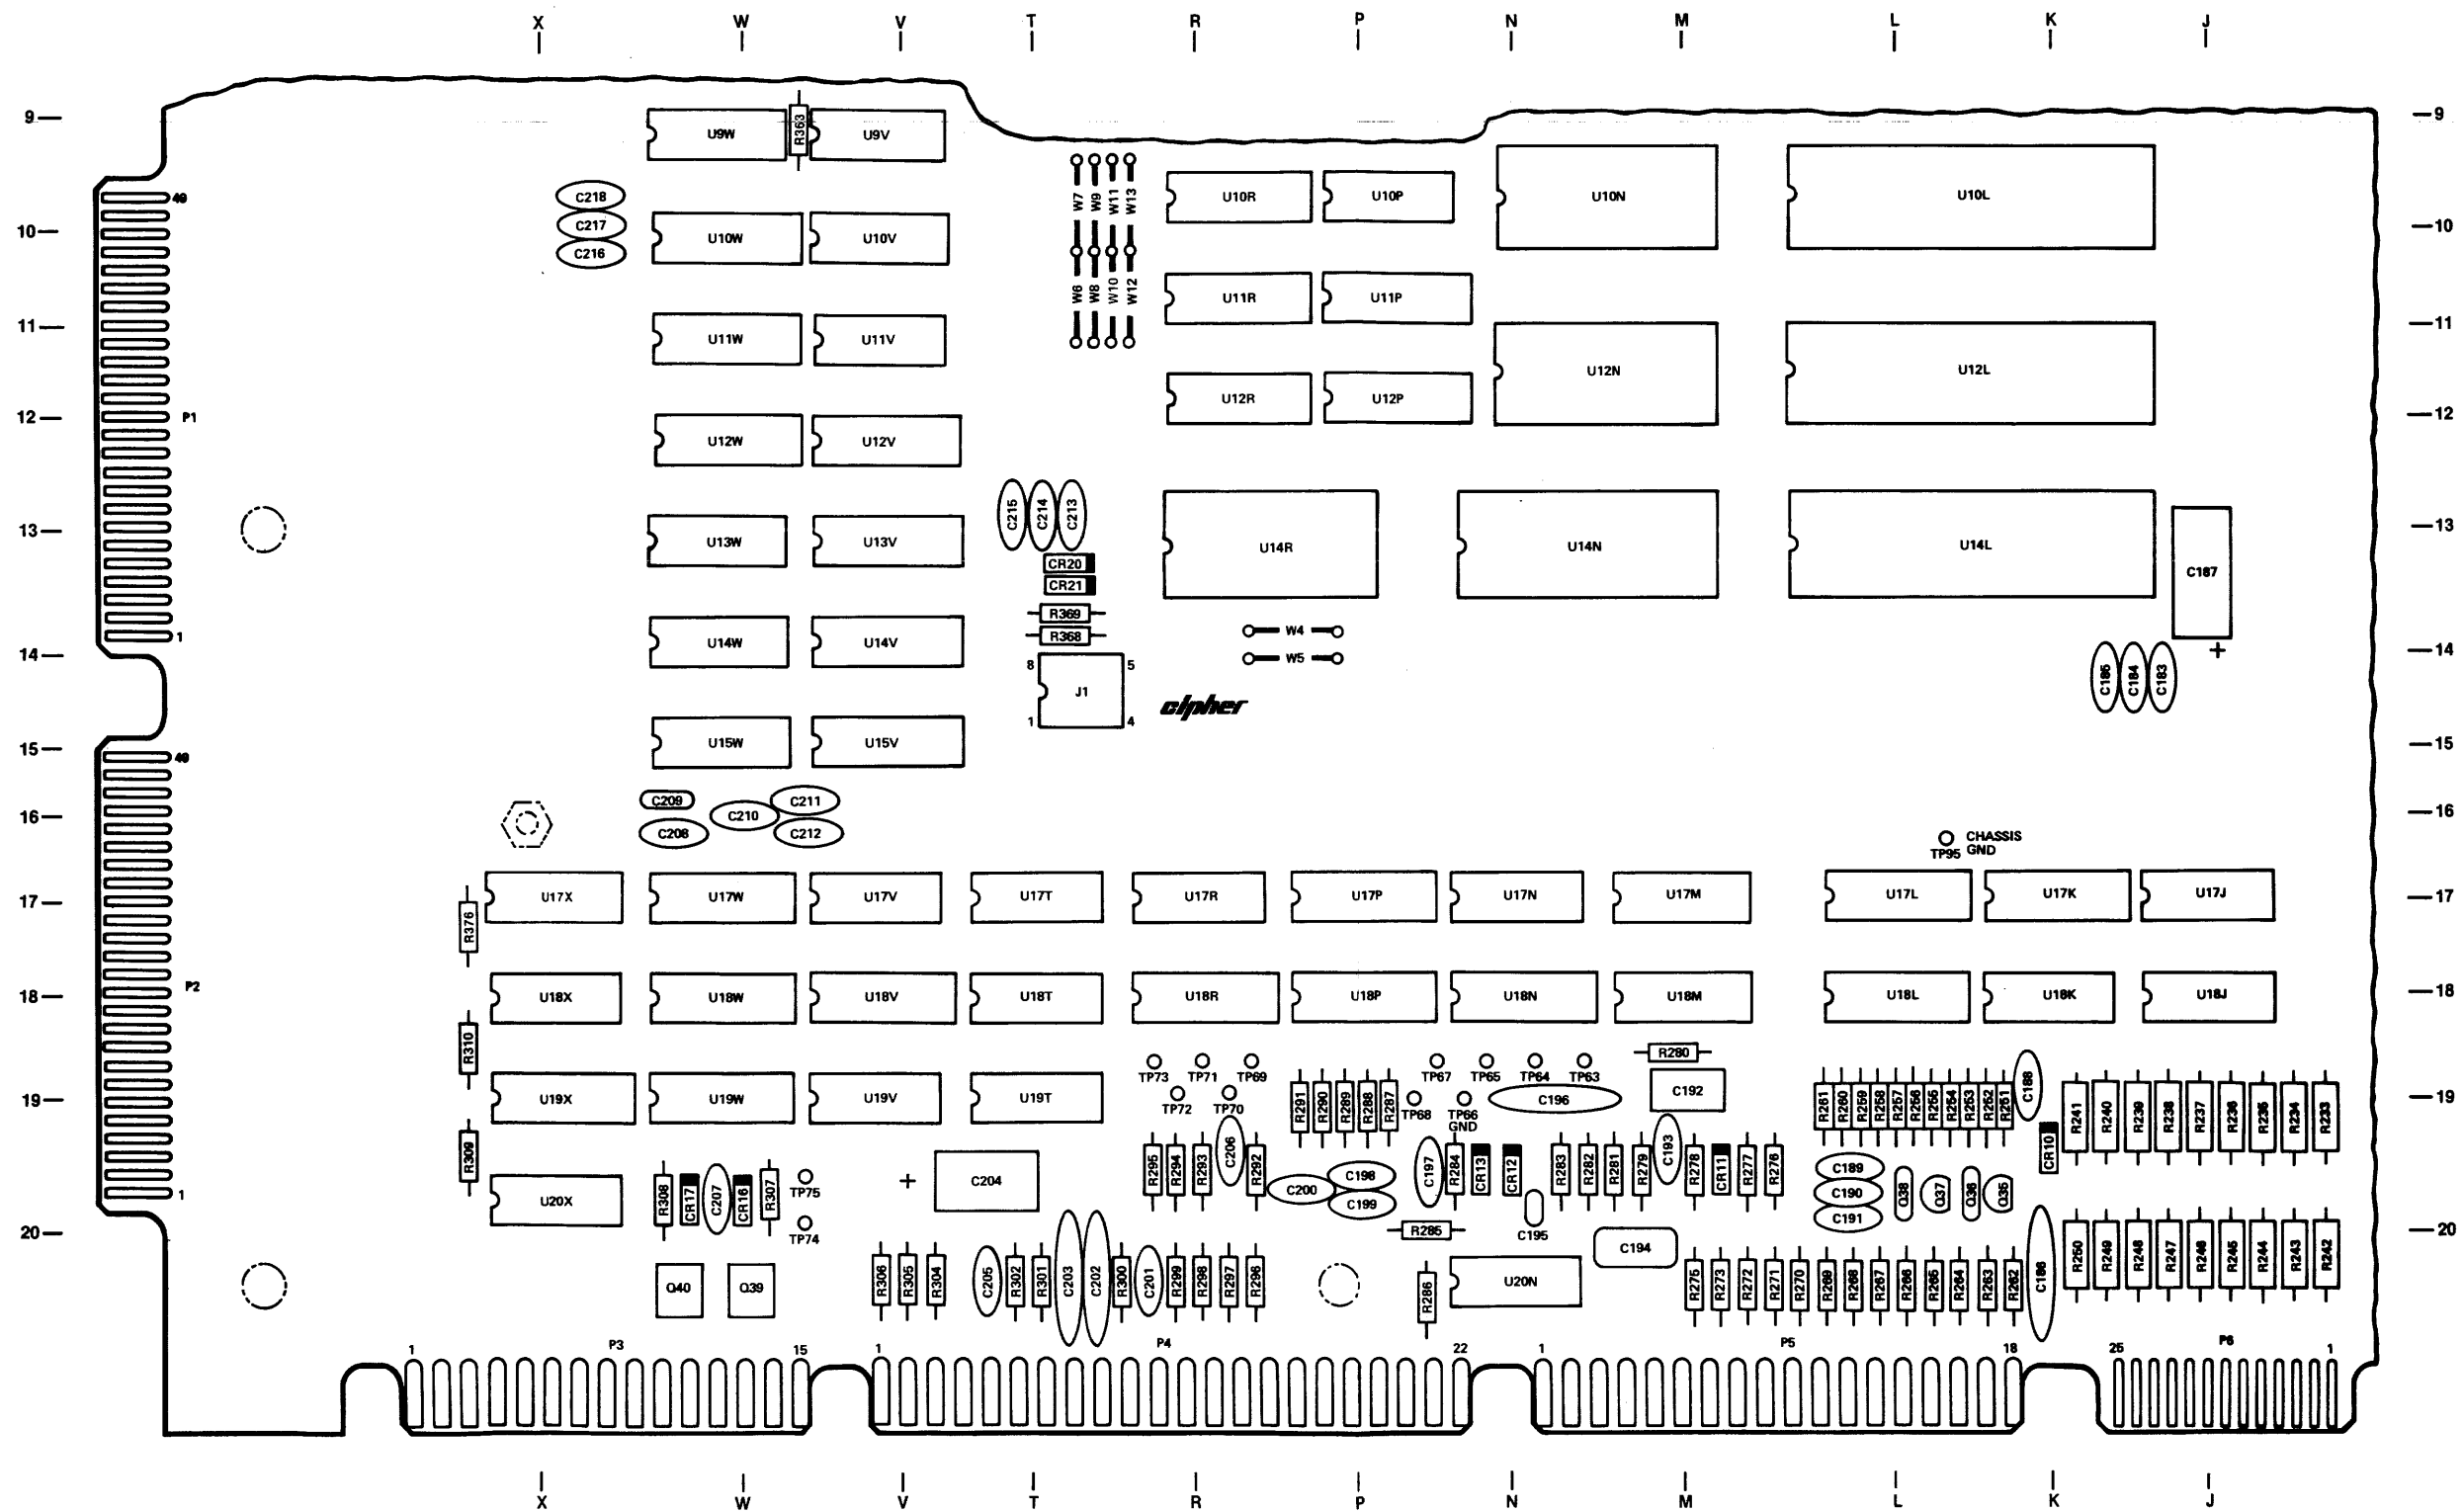 X W V T R P N M L K J
9 9
U9W R363 U9V
49 C218 W7 W9 W11 W13 U10R U10P U10N U10L
C217
10 U10W U10V 10
C216
W6 W8 W10 W12 U11R U11P
11 U11W U11V 11
U12N U12L
U12R U12P
12 P1 12
U12W U12V
C215 C214 C213
13 13
U13W U13V U14R U14N U14L
CR20
CR21 C187
R369
1 R368 W4
U14W U14V
14 14
8 5 W5
C185 C184 C183 +
J1
cipher
1 4
15 U15W U15V 15
49
C209 C211
16 C210 16
C208 C212
CHASSIS
TP95 GND
17 U17X U17W U17V U17T U17R U17P U17N U17M U17L U17K U17J 17
R376
P2
18 U18X U18W U18V U18T U18R U18P U18N U18M U18L U18K U18J 18
R310 R280
TP73 TP71 TP69 TP67 TP65 TP64 TP63
C192 C188
19 U19X U19W U19V U19T R291 R290 R289 R288 R287 C196 R261 R260 R259 R258 R257 R256 R255 R254 R253 R252 R251 R241 R240 R239 R238 R237 R236 R235 R234 R233 19
TP72 TP70 TP68 TP66
GND
R309 R295 R294 R293 C206 R292 C197 R284 CR13 CR12 R283 R282 R281 R279 C193 R278 CR11 R277 R276 CR10
C189
1 + C204 C198
TP75 C200 C190 Q38 Q37 Q36 Q35
U20X R308 CR17 C207 CR16 R307 C199
C191
20 TP74 R285 C195 20
C194
R250 R249 R248 R247 R246 R245 R244 R243 R242
Q40 Q39 R306 R305 R304 C205 R302 R301 C203 C202 R300 C201 R299 R298 R297 R296 R286 U20N R275 R273 R272 R271 R270 R269 R268 R267 R266 R265 R264 R263 R262 C186
1 P3 15 1 P4 22 1 P5 18 25 P6 1
X W V T R P N M L K J